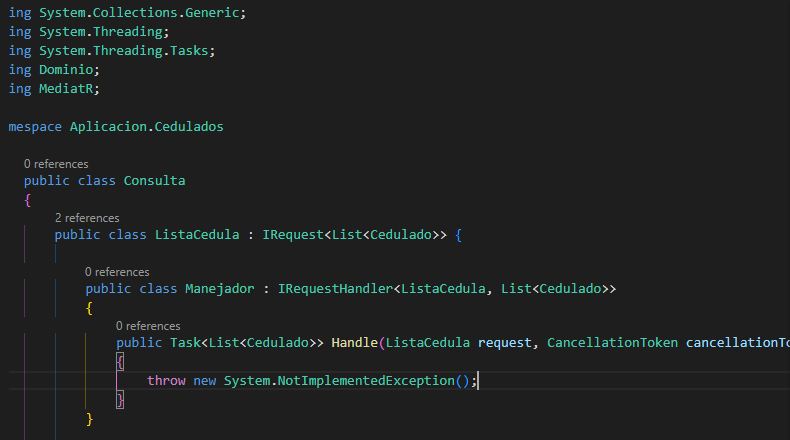 ing System.Collections.Generic;
ing System.Threading;
ing System.Threading.Tasks;
ing Dominio;
ing MediatR;
mespace Aplicacion.Cedulados
0 references
public class Consulta
{
2 references
public class ListaCedula : IRequest<List<Cedulado>> {
0 references
public class Manejador : IRequestHandler<ListaCedula, List<Cedulado>>
{
0 references
public Task<List<Cedulado>> Handle(ListaCedula request, CancellationToken cancellationTo
{
throw new System.NotImplementedException();
}
}